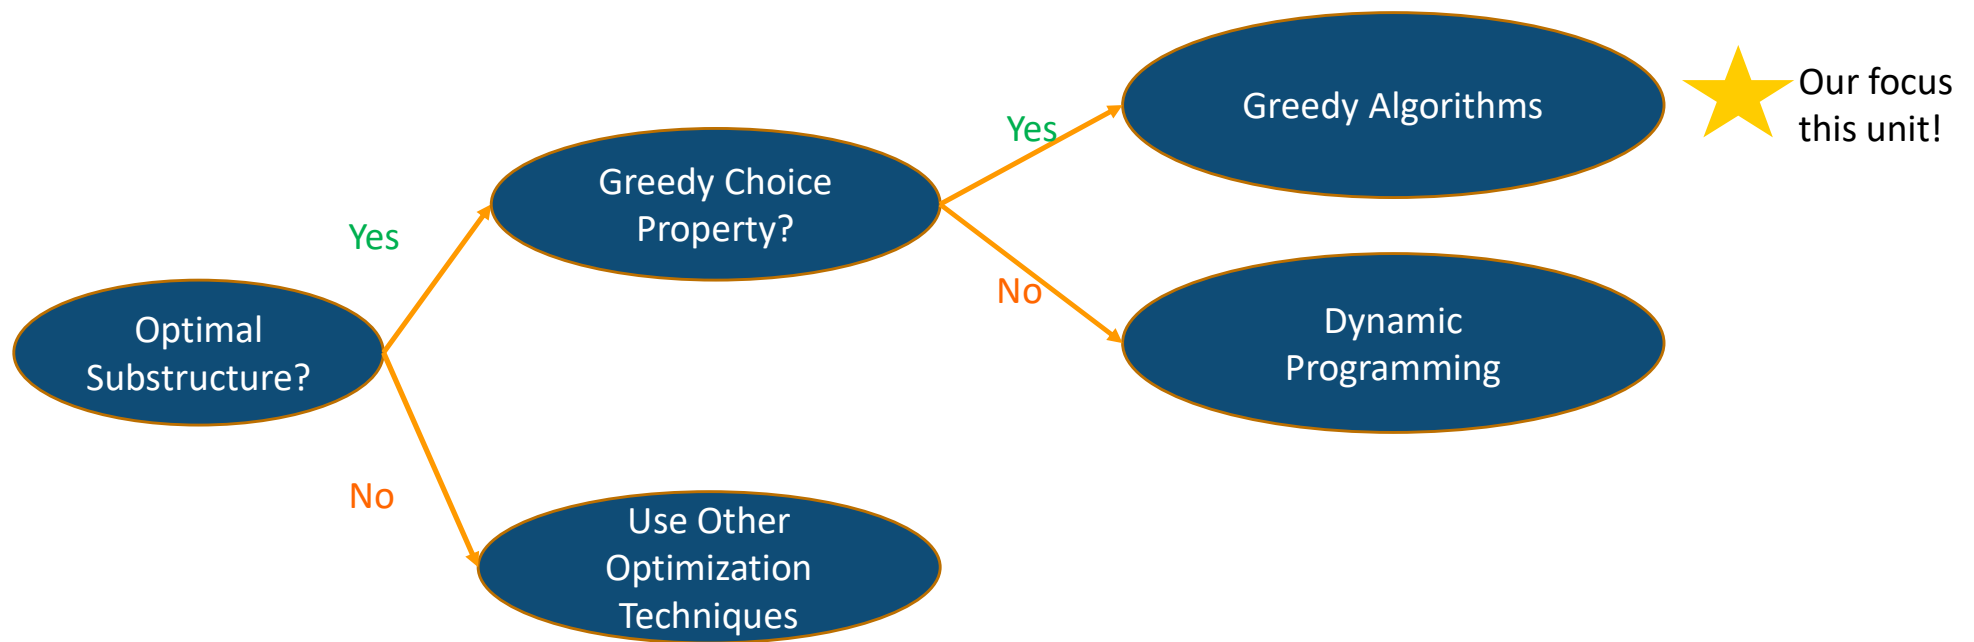 Optimal
Substructure?
Yes
No
Greedy Choice
Property?
Use Other
Optimization
Techniques
Yes
No
Greedy Algorithms
Dynamic
Programming
Our focus
this unit!